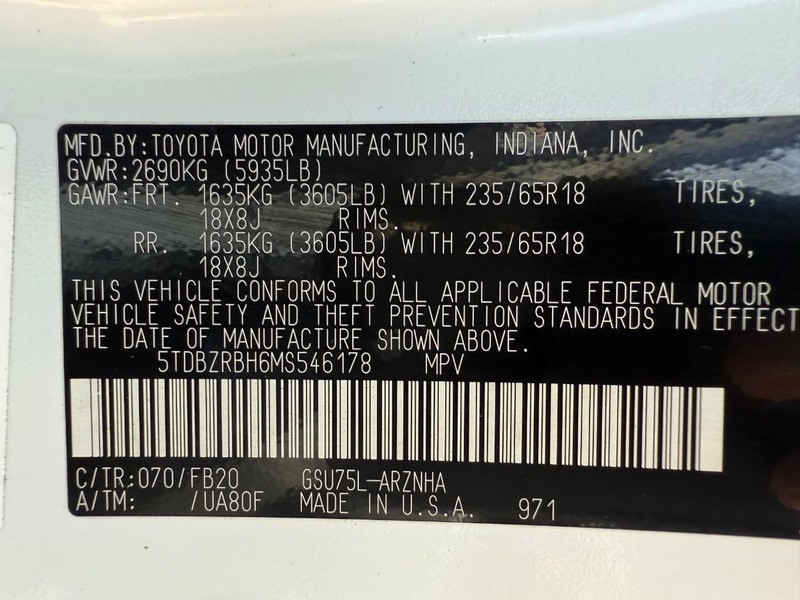 MFD.BY:TOYOTA MOTOR MANUFACTURING, INDIANA, INC.
GVWR:2690KG (5935LB)
GAWR:FRT. 1635KG (3605LB) WITH 235/65R18 TIRES,
18X8J RIMS.
RR. 1635KG (3605LB) WITH 235/65R18 TIRES,
18X8J RIMS.
THIS VEHICLE CONFORMS TO ALL APPLICABLE FEDERAL MOTOR
VEHICLE SAFETY AND THEFT PREVENTION STANDARDS IN EFFECT
THE DATE OF MANUFACTURE SHOWN ABOVE.
5TDBZRBH6MS546178 MPV
C/TR:070/FB20 GSU75L-ARZNHA
A/TM: /UA80F MADE IN U.S.A. 971